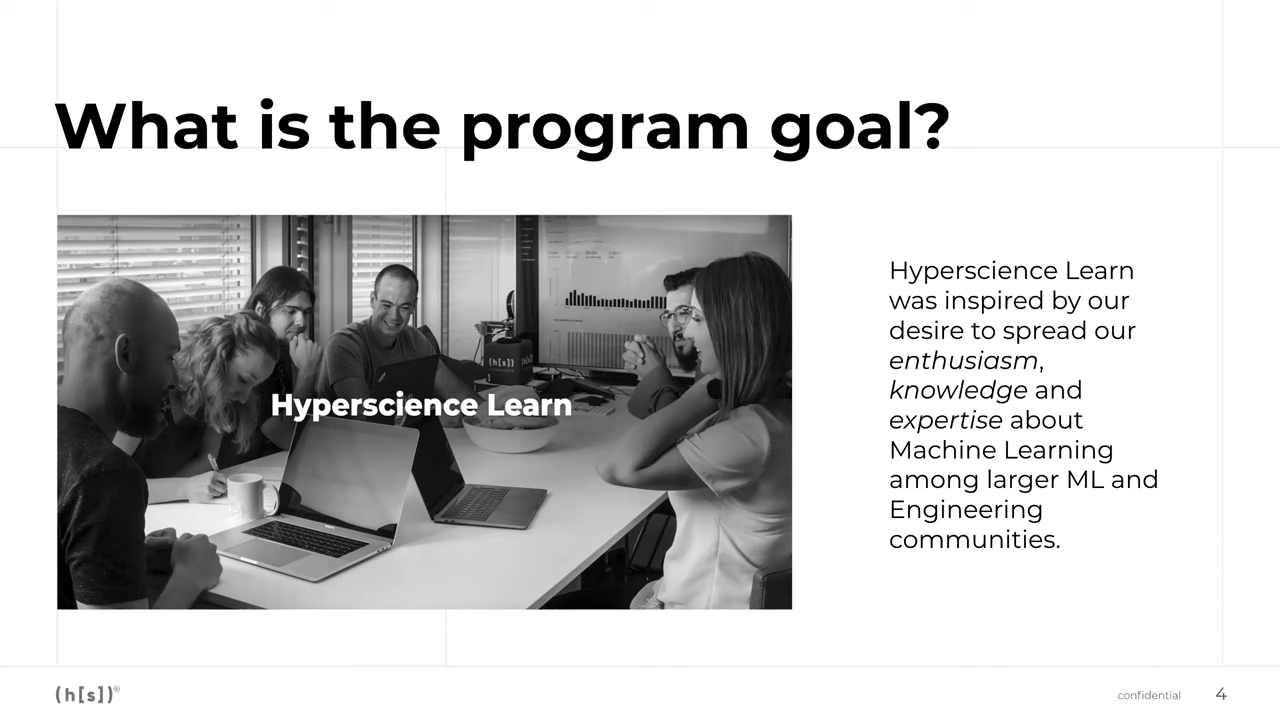 What is the program goal?
(h[s])
(h[s])
Hyperscience Learn
Hyperscience Learn
was inspired by our
desire to spread our
enthusiasm,
knowledge and
expertise about
Machine Learning
among larger ML and
Engineering
communities.
(h[s])®
confidential
4